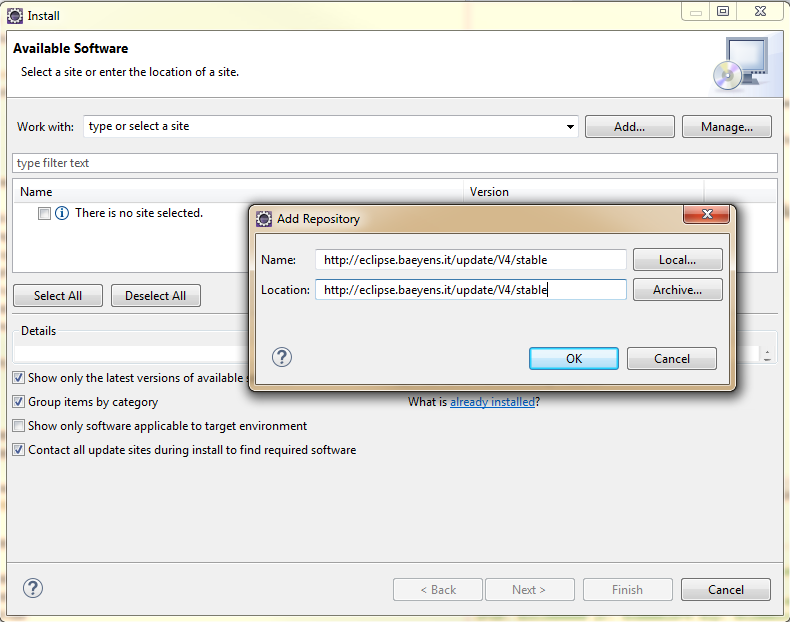 Install
Available Software
Select a site or enter the location of a site.
Work with: type or select a site Add... Manage...
type filter text
Name Version
There is no site selected.
Add Repository
Name: http://eclipse.baeyens.it/update/V4/stable Local...
Location: http://eclipse.baeyens.it/update/V4/stable Archive...
? OK Cancel
Select All Deselect All
Details
Show only the latest versions of available
Group items by category What is already installed?
Show only software applicable to target environment
Contact all update sites during install to find required software
? < Back Next > Finish Cancel